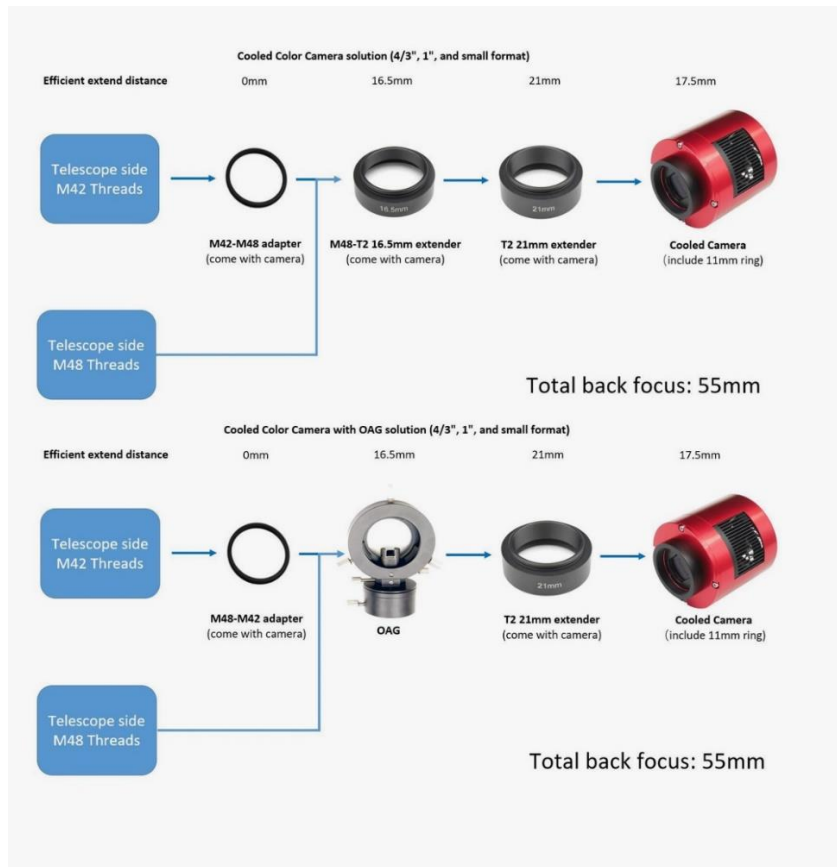 Cooled Color Camera solution (4/3", 1", and small format)
Efficient extend distance 0mm 16.5mm 21mm 17.5mm
Telescope side
M42 Threads
16.5mm
21mm
M42-M48 adapter
(come with camera)
M48-T2 16.5mm extender
(come with camera)
T2 21mm extender
(come with camera)
Cooled Camera
(include 11mm ring)
Telescope side
M48 Threads
Total back focus: 55mm
Cooled Color Camera with OAG solution (4/3", 1", and small format)
Efficient extend distance 0mm 16.5mm 21mm 17.5mm
Telescope side
M42 Threads
21mm
M48-M42 adapter
(come with camera)
OAG
T2 21mm extender
(come with camera)
Cooled Camera
(include 11mm ring)
Telescope side
M48 Threads
Total back focus: 55mm